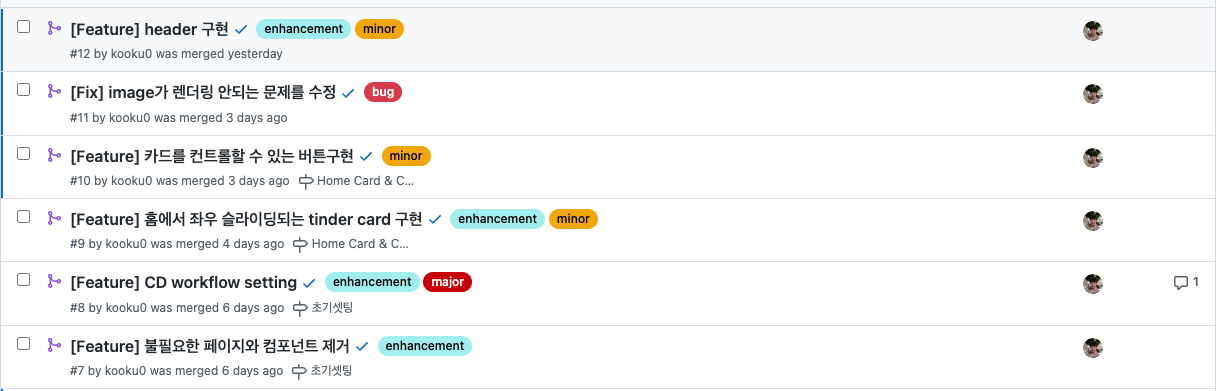 [Feature] header 구현 enhancement minor
#12 by kooku0 was merged yesterday
[Fix] image가 렌더링 안되는 문제를 수정 bug
#11 by kooku0 was merged 3 days ago
[Feature] 카드를 컨트롤할 수 있는 버튼구현 minor
#10 by kooku0 was merged 3 days ago Home Card & C...
[Feature] 홈에서 좌우 슬라이딩되는 tinder card 구현 enhancement minor
#9 by kooku0 was merged 4 days ago Home Card & C...
[Feature] CD workflow setting enhancement major 1
#8 by kooku0 was merged 6 days ago 초기셋팅
[Feature] 불필요한 페이지와 컴포넌트 제거 enhancement
#7 by kooku0 was merged 6 days ago 초기셋팅